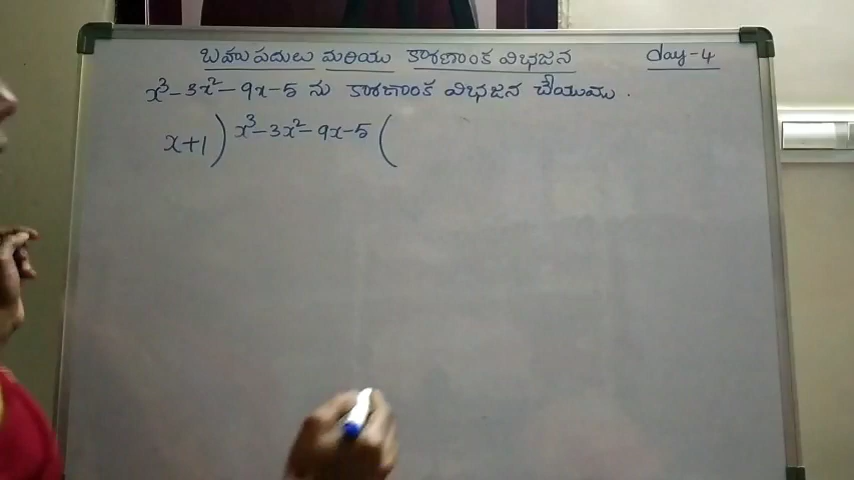 బహుపదులు మరియు కారణాంక విభజన day-4
x³-3x²-9x-5 ను కారణాంక విభజన చేయుము.
x+1) x³-3x²-9x-5 (